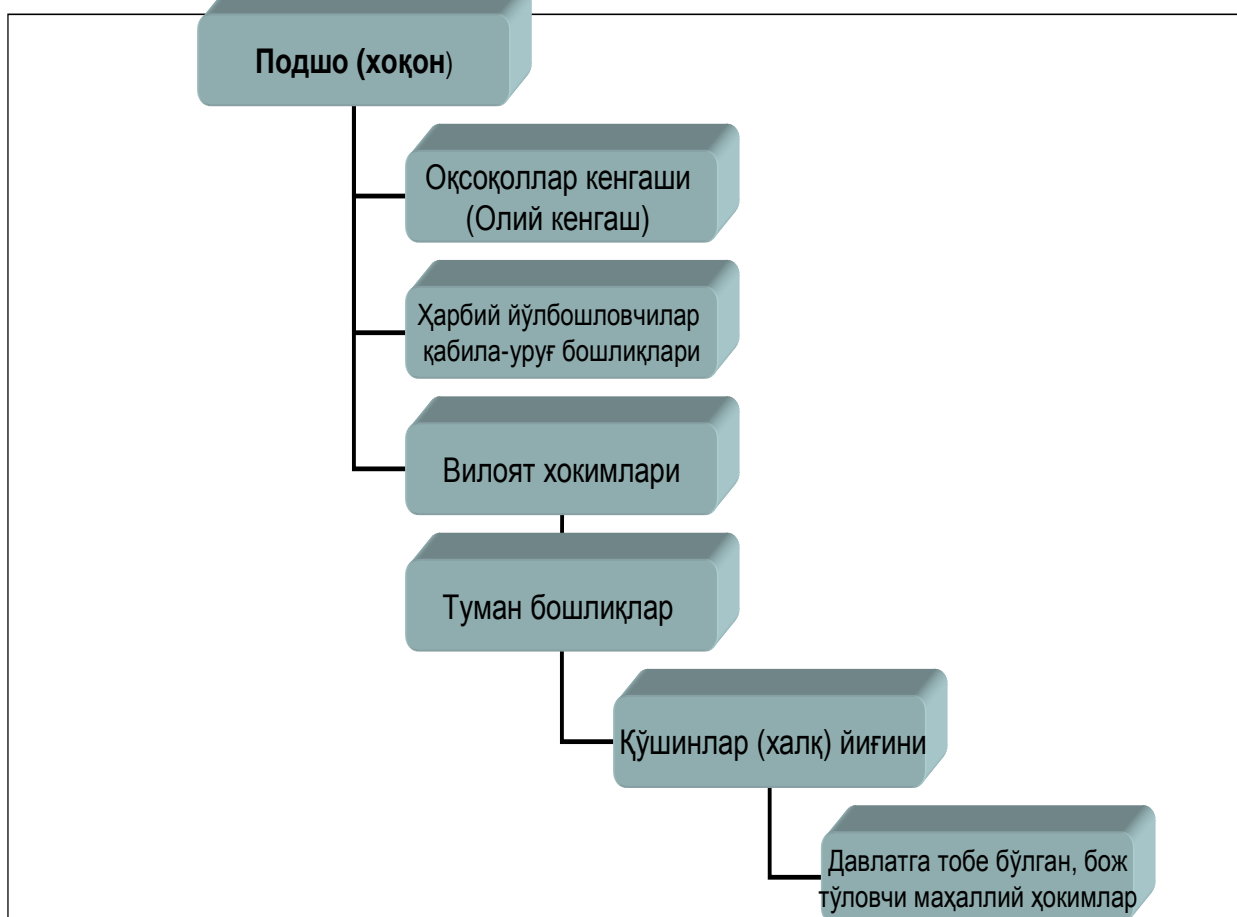 Подшо (хоқон)
Оқсоқоллар кенгаши
(Олий кенгаш)
Ҳарбий йўлбошловчилар
қабила-уруғ бошлиқлари
Вилоят хокимлари
Туман бошлиқлар
Қўшинлар (халқ) йиғини
Давлатга тобе бўлган, бож
тўловчи маҳаллий ҳокимлар